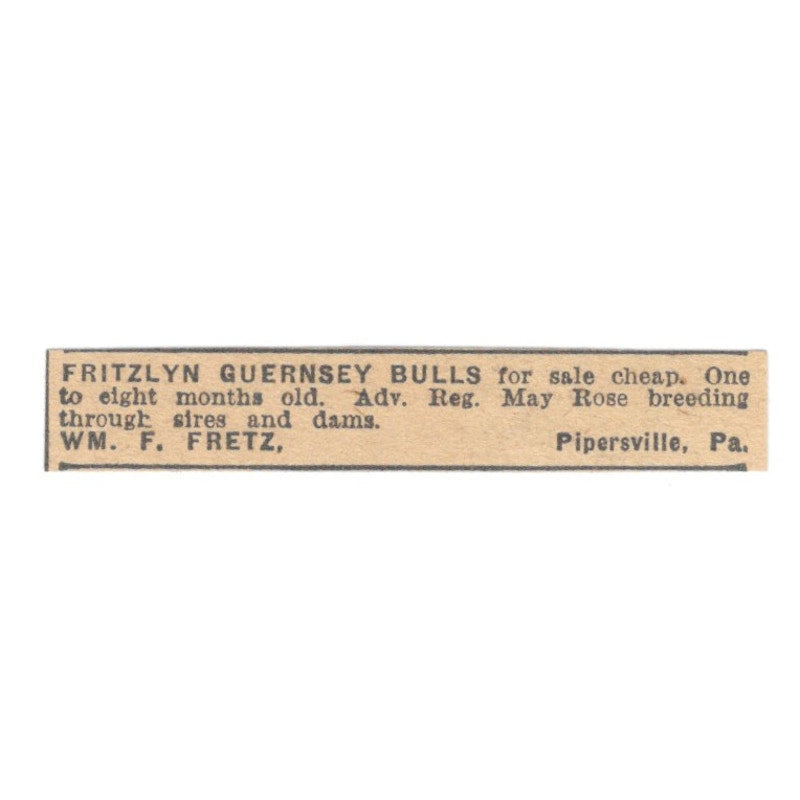 FRITZLYN GUERNSEY BULLS for sale cheap. One
to eight months old. Adv. Reg. May Rose breeding
through sires and dams.
WM. F. FRETZ, Pipersville, Pa.